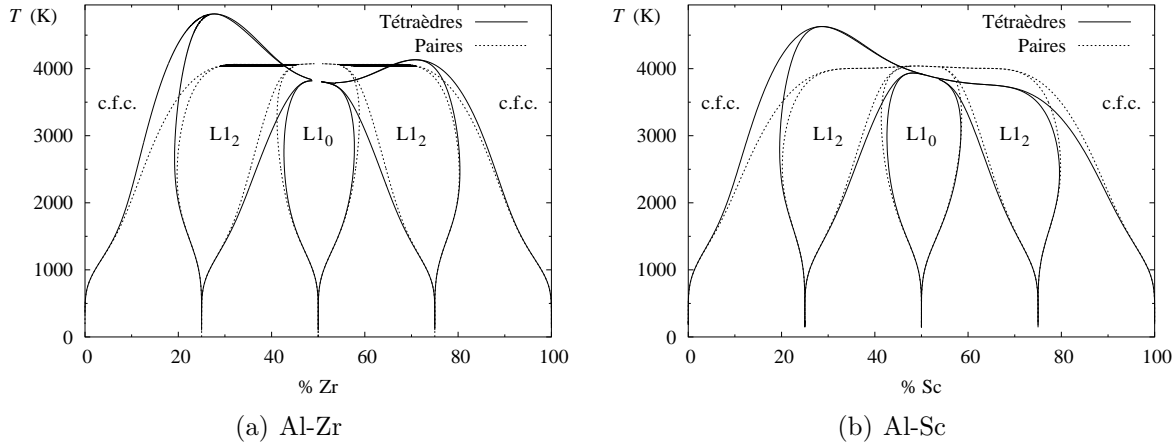 T (K)
Tétraèdres
Paires
4000
3000
2000
1000
0
c.f.c.
L1₂
L1₀
L1₂
c.f.c.
0 20 40 60 80 100
% Zr
(a) Al-Zr
T (K)
Tétraèdres
Paires
4000
3000
2000
1000
0
c.f.c.
L1₂
L1₀
L1₂
c.f.c.
0 20 40 60 80 100
% Sc
(b) Al-Sc